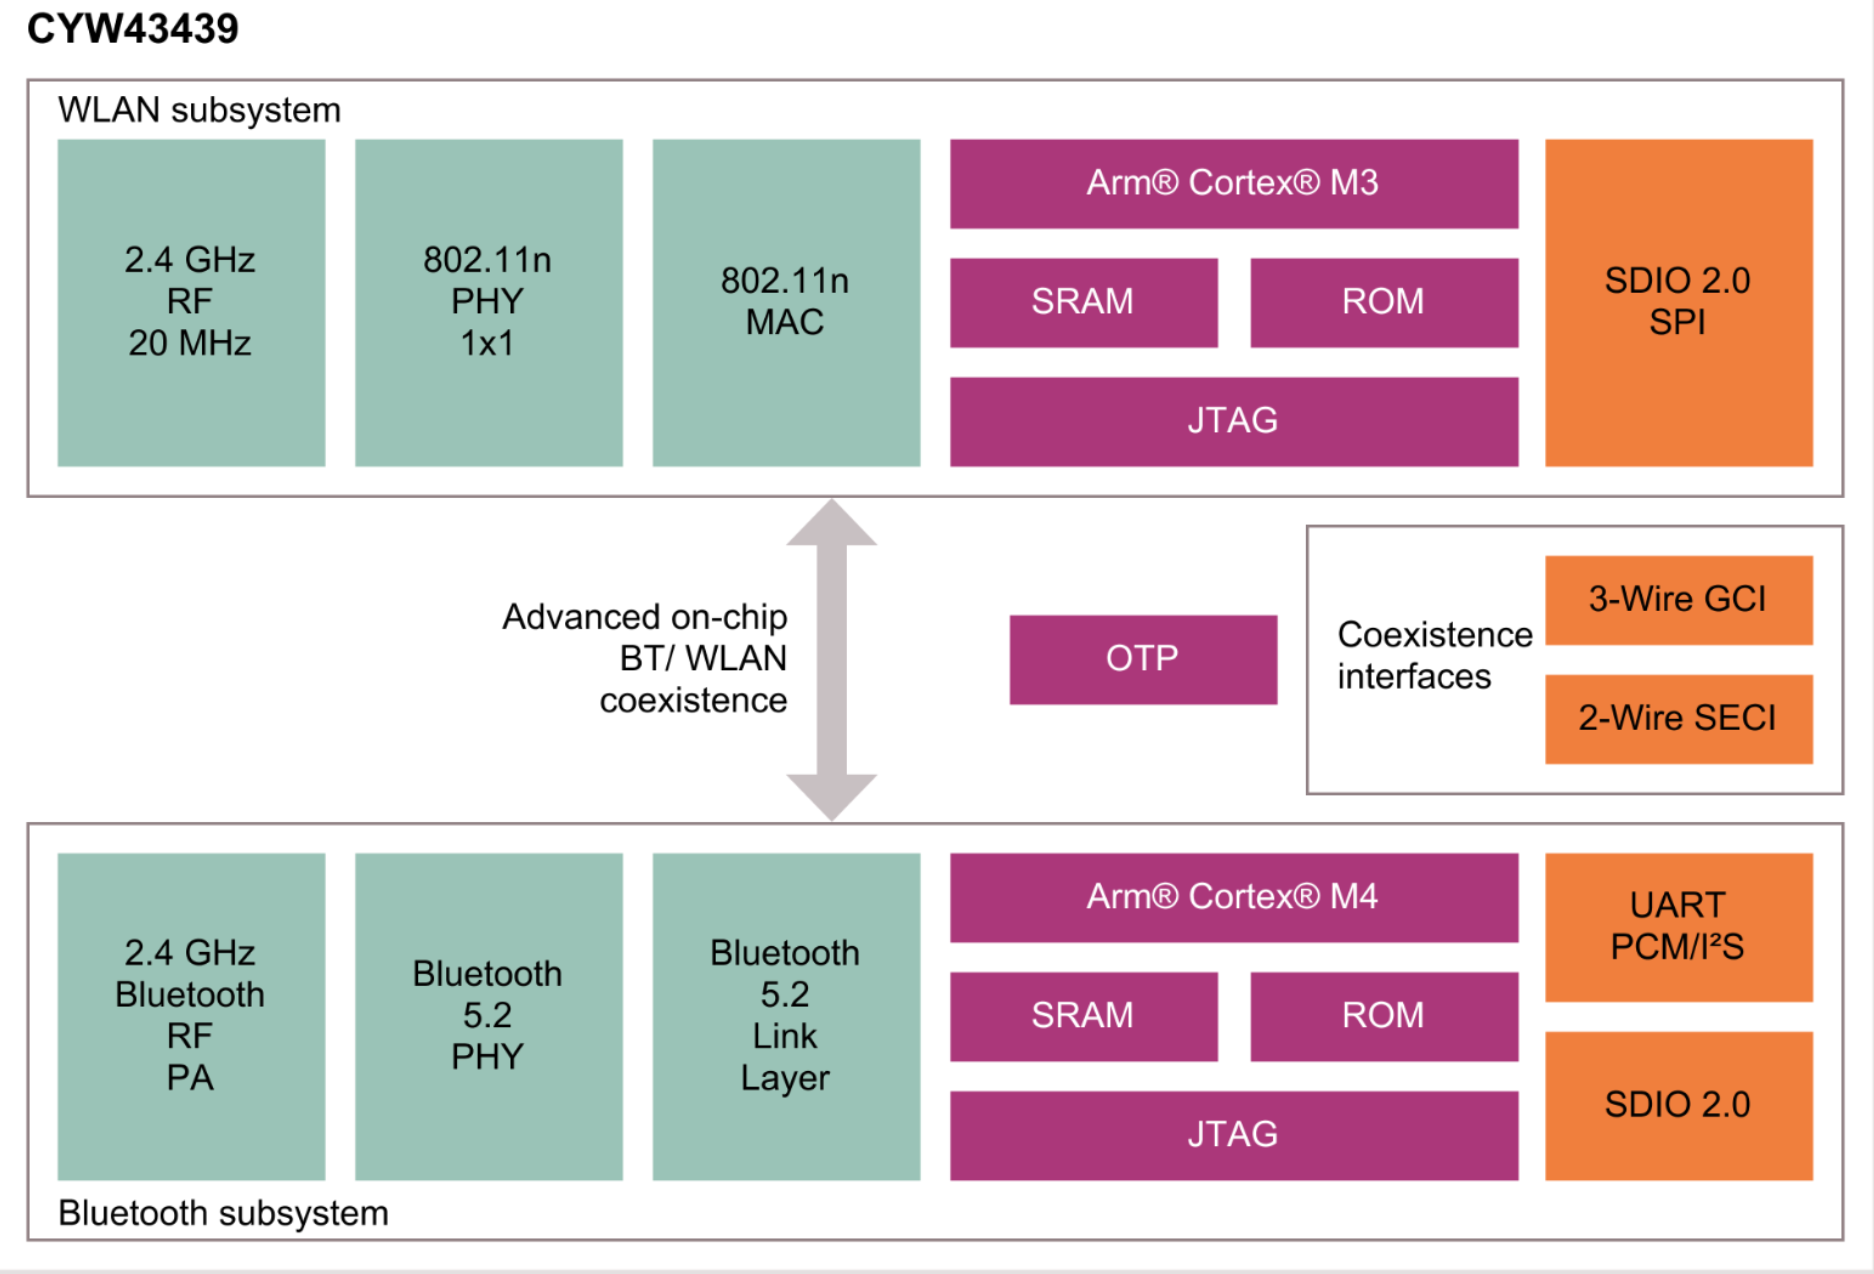 CYW43439
WLAN subsystem
2.4 GHz
RF
20 MHz
802.11n
PHY
1x1
802.11n
MAC
Arm® Cortex® M3
SRAM
ROM
JTAG
SDIO 2.0
SPI
Advanced on-chip
BT/ WLAN
coexistence
OTP
Coexistence
interfaces
3-Wire GCI
2-Wire SECI
2.4 GHz
Bluetooth
RF
PA
Bluetooth
5.2
PHY
Bluetooth
5.2
Link
Layer
Arm® Cortex® M4
SRAM
ROM
JTAG
UART
PCM/I²S
SDIO 2.0
Bluetooth subsystem